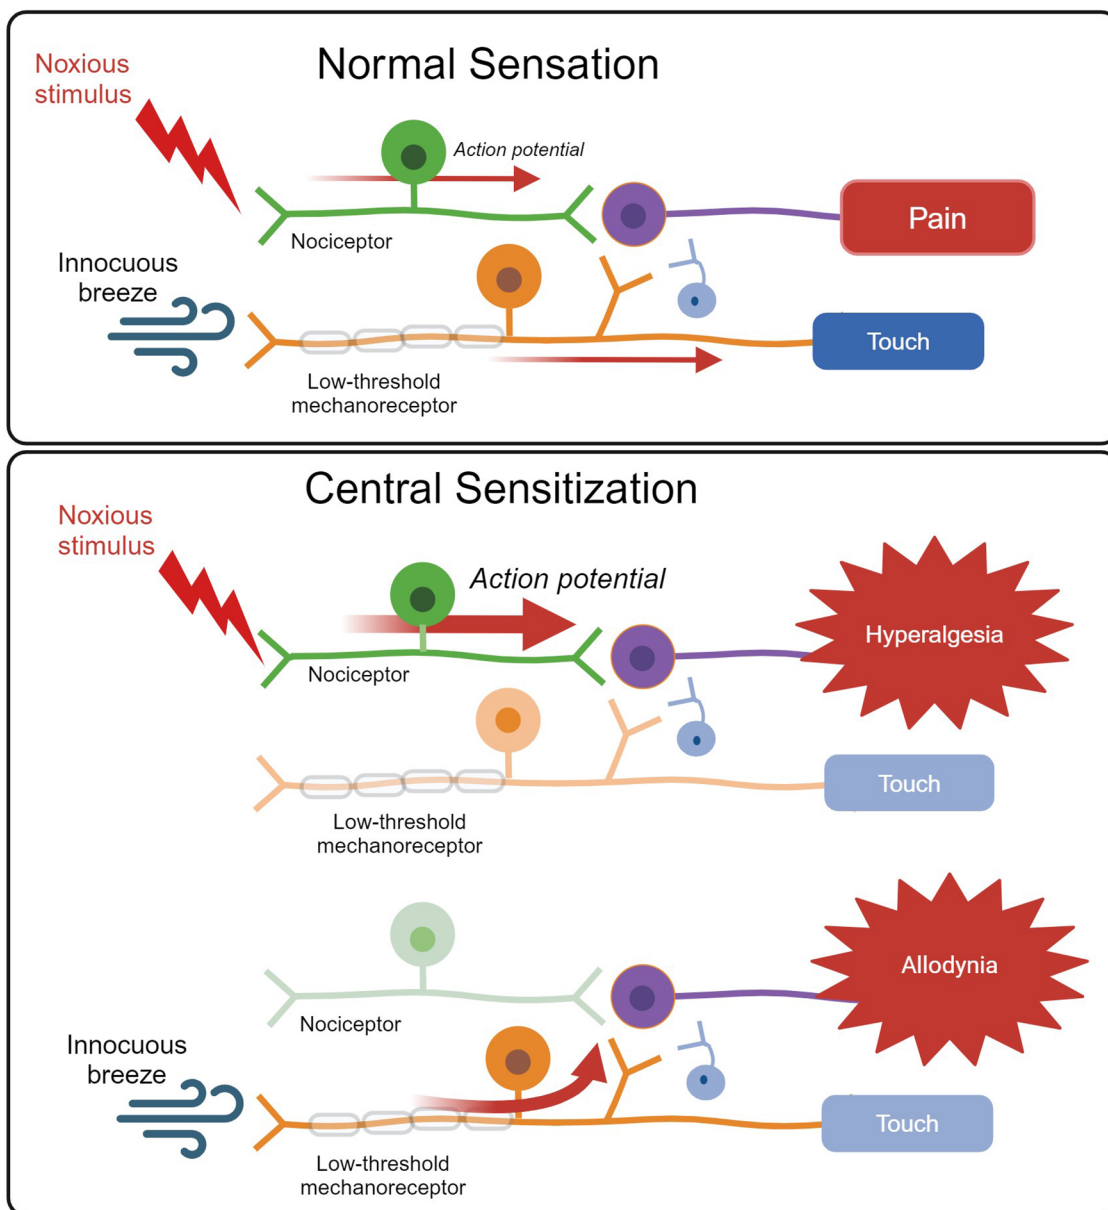 Normal Sensation
Noxious
stimulus
Action potential
Pain
Nociceptor
Innocuous
breeze
Touch
Low-threshold
mechanoreceptor
Central Sensitization
Noxious
stimulus
Action potential
Hyperalgesia
Nociceptor
Touch
Low-threshold
mechanoreceptor
Allodynia
Nociceptor
Innocuous
breeze
Touch
Low-threshold
mechanoreceptor